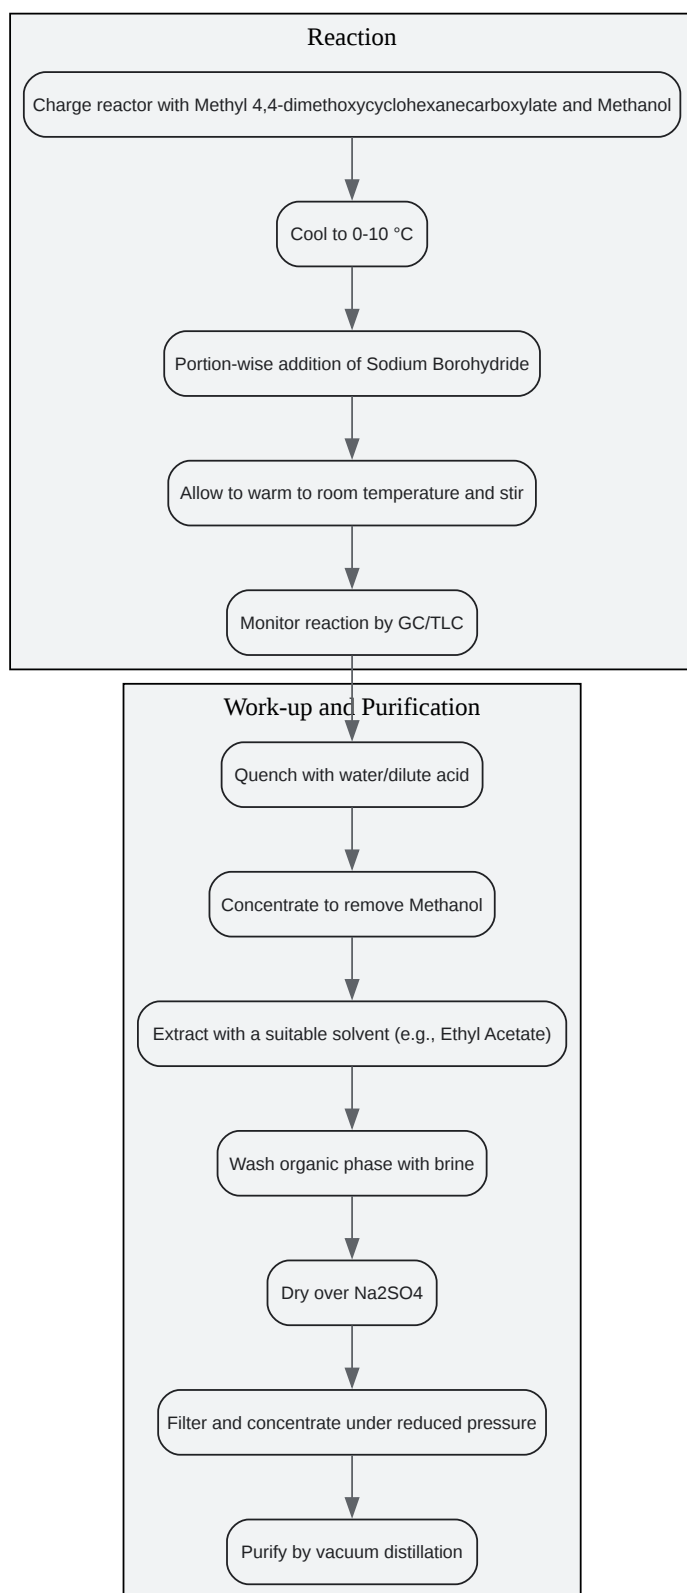 Reaction
Charge reactor with Methyl 4,4-dimethoxycyclohexanecarboxylate and Methanol
Cool to 0-10 °C
Portion-wise addition of Sodium Borohydride
Allow to warm to room temperature and stir
Monitor reaction by GC/TLC
Work-up and Purification
Quench with water/dilute acid
Concentrate to remove Methanol
Extract with a suitable solvent (e.g., Ethyl Acetate)
Wash organic phase with brine
Dry over Na2SO4
Filter and concentrate under reduced pressure
Purify by vacuum distillation